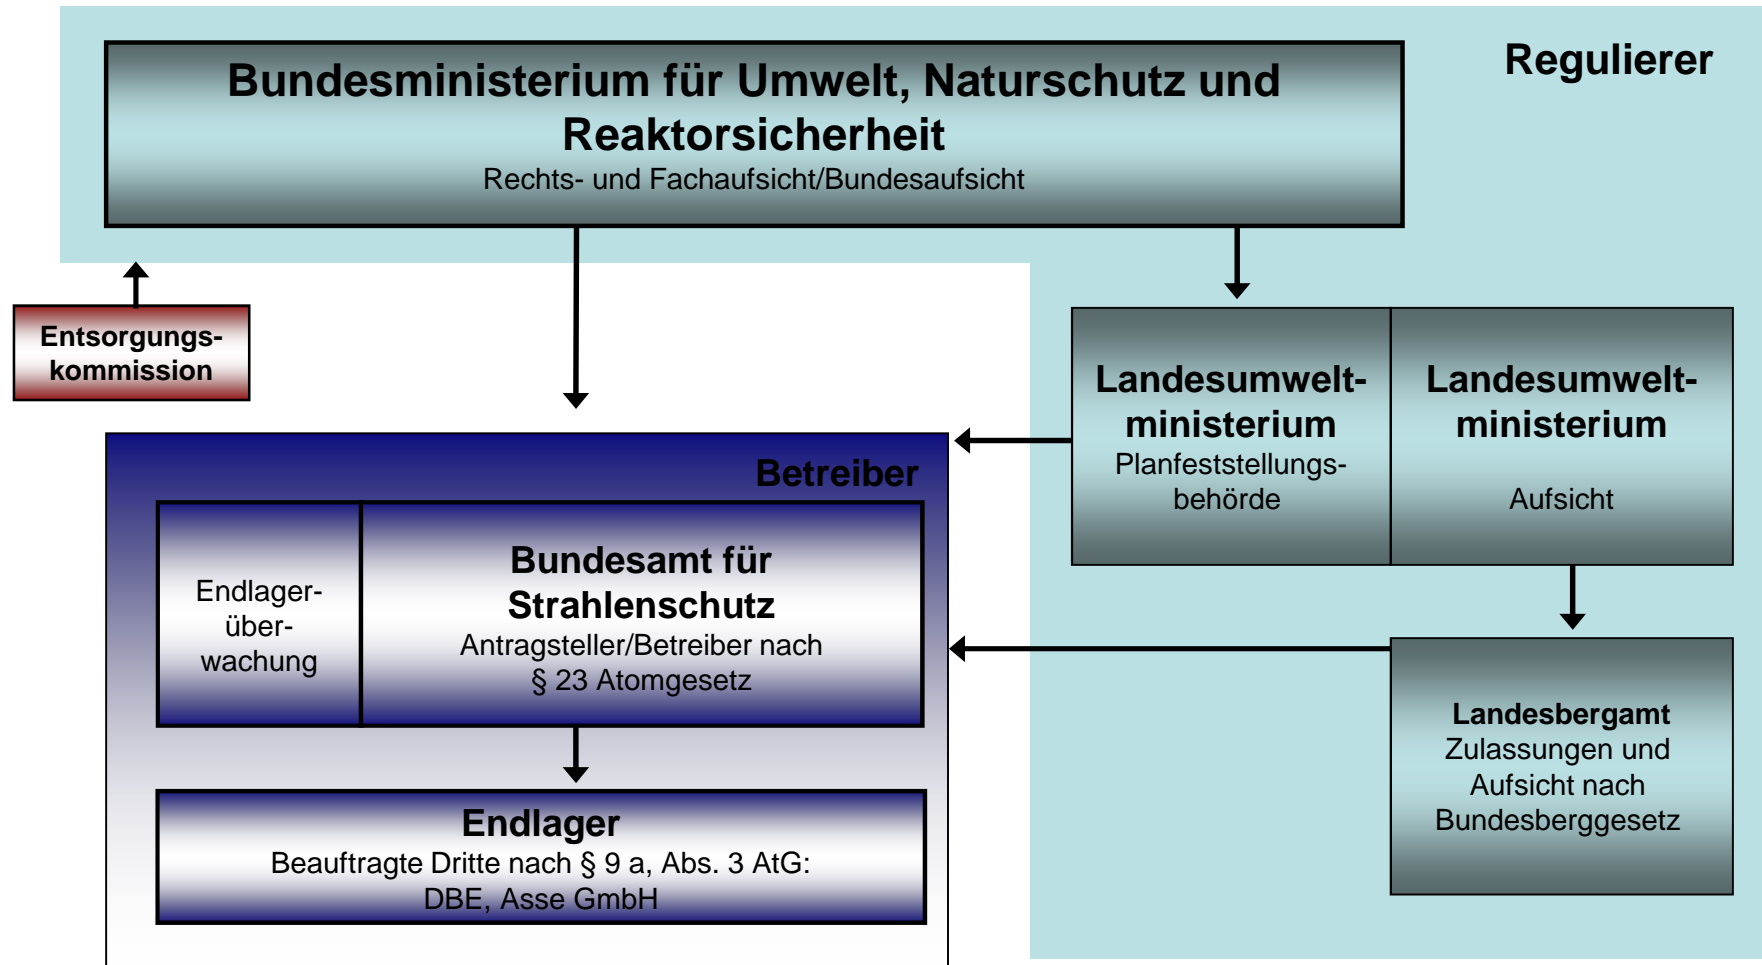 Regulierer
Bundesministerium für Umwelt, Naturschutz und
Reaktorsicherheit
Rechts- und Fachaufsicht/Bundesaufsicht
Entsorgungs-
kommission
Landesumwelt-
ministerium
Planfeststellungs-
behörde
Landesumwelt-
ministerium
Aufsicht
Betreiber
Endlager-
über-
wachung
Bundesamt für
Strahlenschutz
Antragsteller/Betreiber nach
§ 23 Atomgesetz
Landesbergamt
Zulassungen und
Aufsicht nach
Bundesberggesetz
Endlager
Beauftragte Dritte nach § 9 a, Abs. 3 AtG:
DBE, Asse GmbH